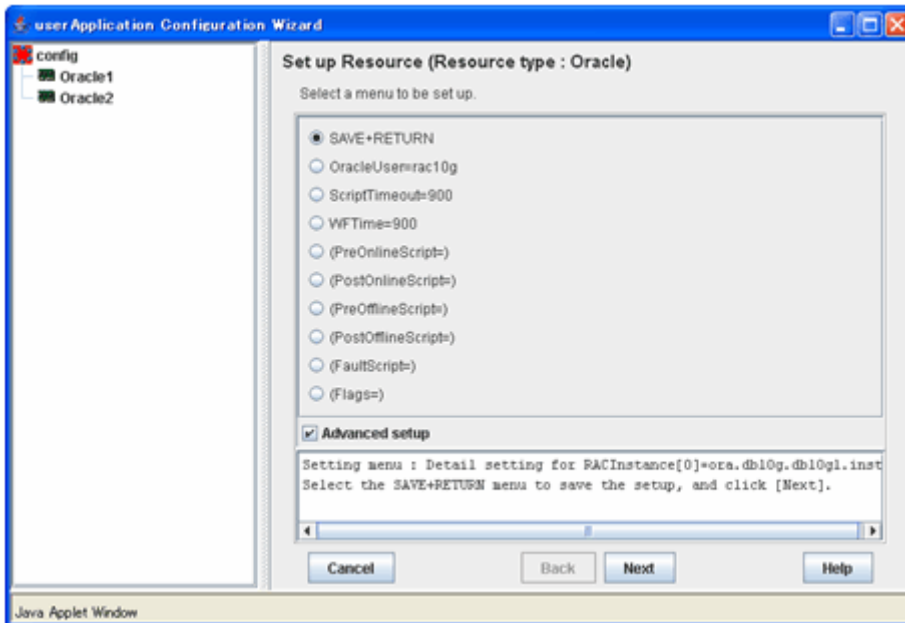 userApplication Configuration Wizard
config
Oracle1
Oracle2
Set up Resource (Resource type : Oracle)
Select a menu to be set up.
SAVE+RETURN
OracleUser=rac10g
ScriptTimeout=900
WFTime=900
(PreOnlineScript=)
(PostOnlineScript=)
(PreOfflineScript=)
(PostOfflineScript=)
(FaultScript=)
(Flags=)
Advanced setup
Setting menu : Detail setting for RACInstance[0]=ora.db10g.db10g1.inst
Select the SAVE+RETURN menu to save the setup, and click [Next].
Cancel Back Next Help
Java Applet Window